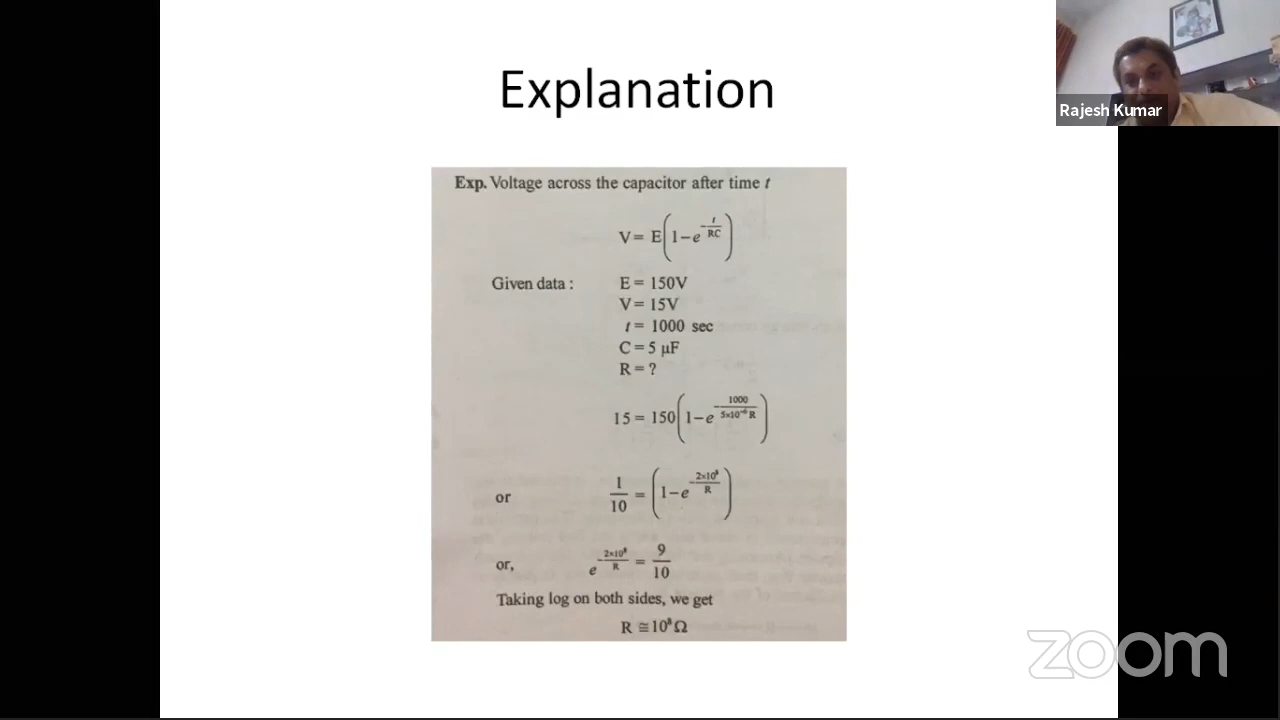 Explanation
Rajesh Kumar
Exp. Voltage across the capacitor after time t
V = E(1−e^(−t/RC))
Given data : E = 150V
V = 15V
t = 1000 sec
C = 5 μF
R = ?
15 = 150(1−e^(−1000/5×10⁻⁶R))
or 1/10 = (1−e^(−2×10⁸/R))
or, e^(−2×10⁸/R) = 9/10
Taking log on both sides, we get
R ≅ 10⁸ Ω
zoom